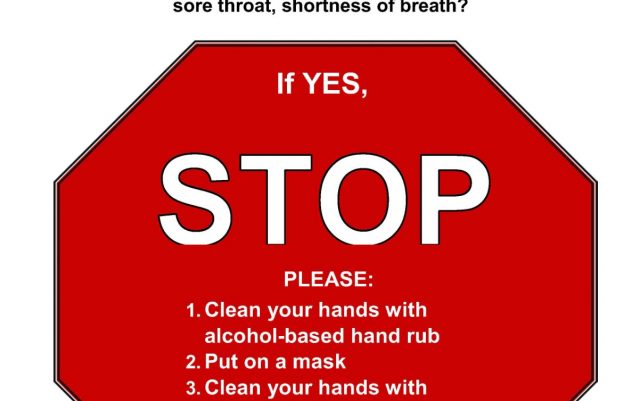 sore throat, shortness of breath?
If YES,
STOP
PLEASE:
1. Clean your hands with
alcohol-based hand rub
2. Put on a mask
3. Clean your hands with